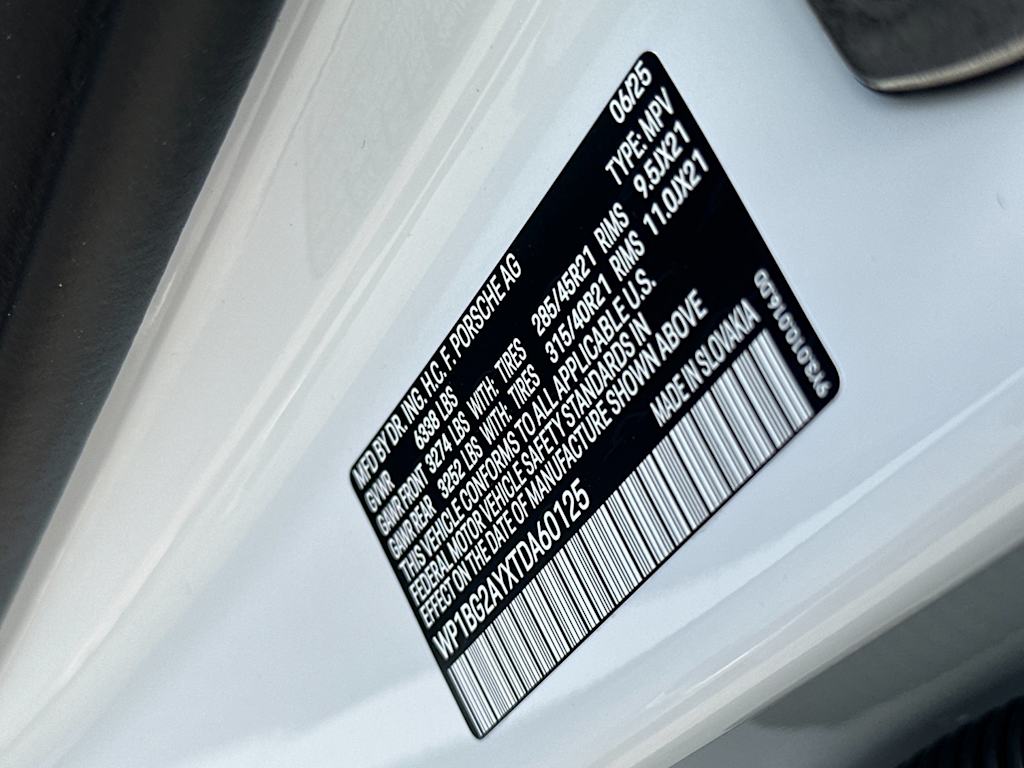 MFD BY DR. ING. H.C. F. PORSCHE AG 06/25
GVWR 6338 LBS TYPE: MPV
GAWR FRONT 3274 LBS WITH: TIRES 285/45R21 RIMS 9.5JX21
GAWR REAR 3252 LBS WITH: TIRES 315/40R21 RIMS 11.0JX21
THIS VEHICLE CONFORMS TO ALL APPLICABLE U.S.
FEDERAL MOTOR VEHICLE SAFETY STANDARDS IN
EFFECT ON THE DATE OF MANUFACTURE SHOWN ABOVE
WP1BG2AYXTDA60125 MADE IN SLOVAKIA